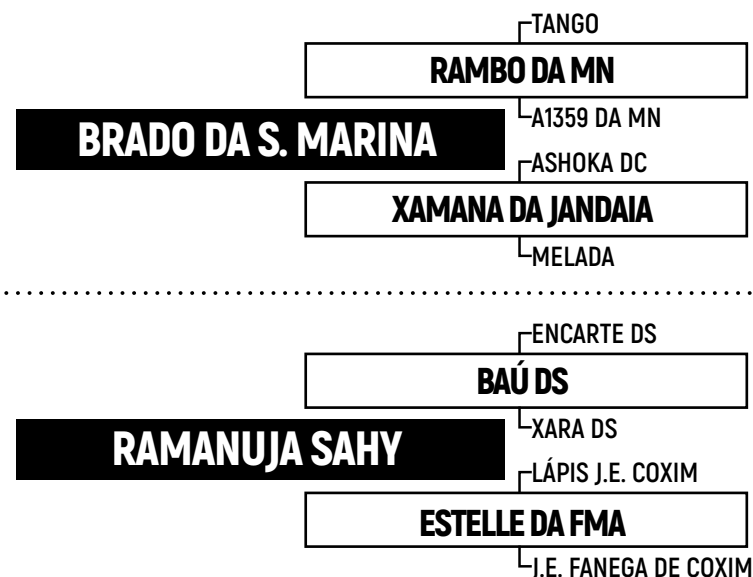 TANGO
RAMBO DA MN
A1359 DA MN
BRADO DA S. MARINA
ASHOKA DC
XAMANA DA JANDAIA
MELADA
ENCARTE DS
BAÚ DS
XARA DS
RAMANUJA SAHY
LÁPIS J.E. COXIM
ESTELLE DA FMA
J.E. FANEGA DE COXIM